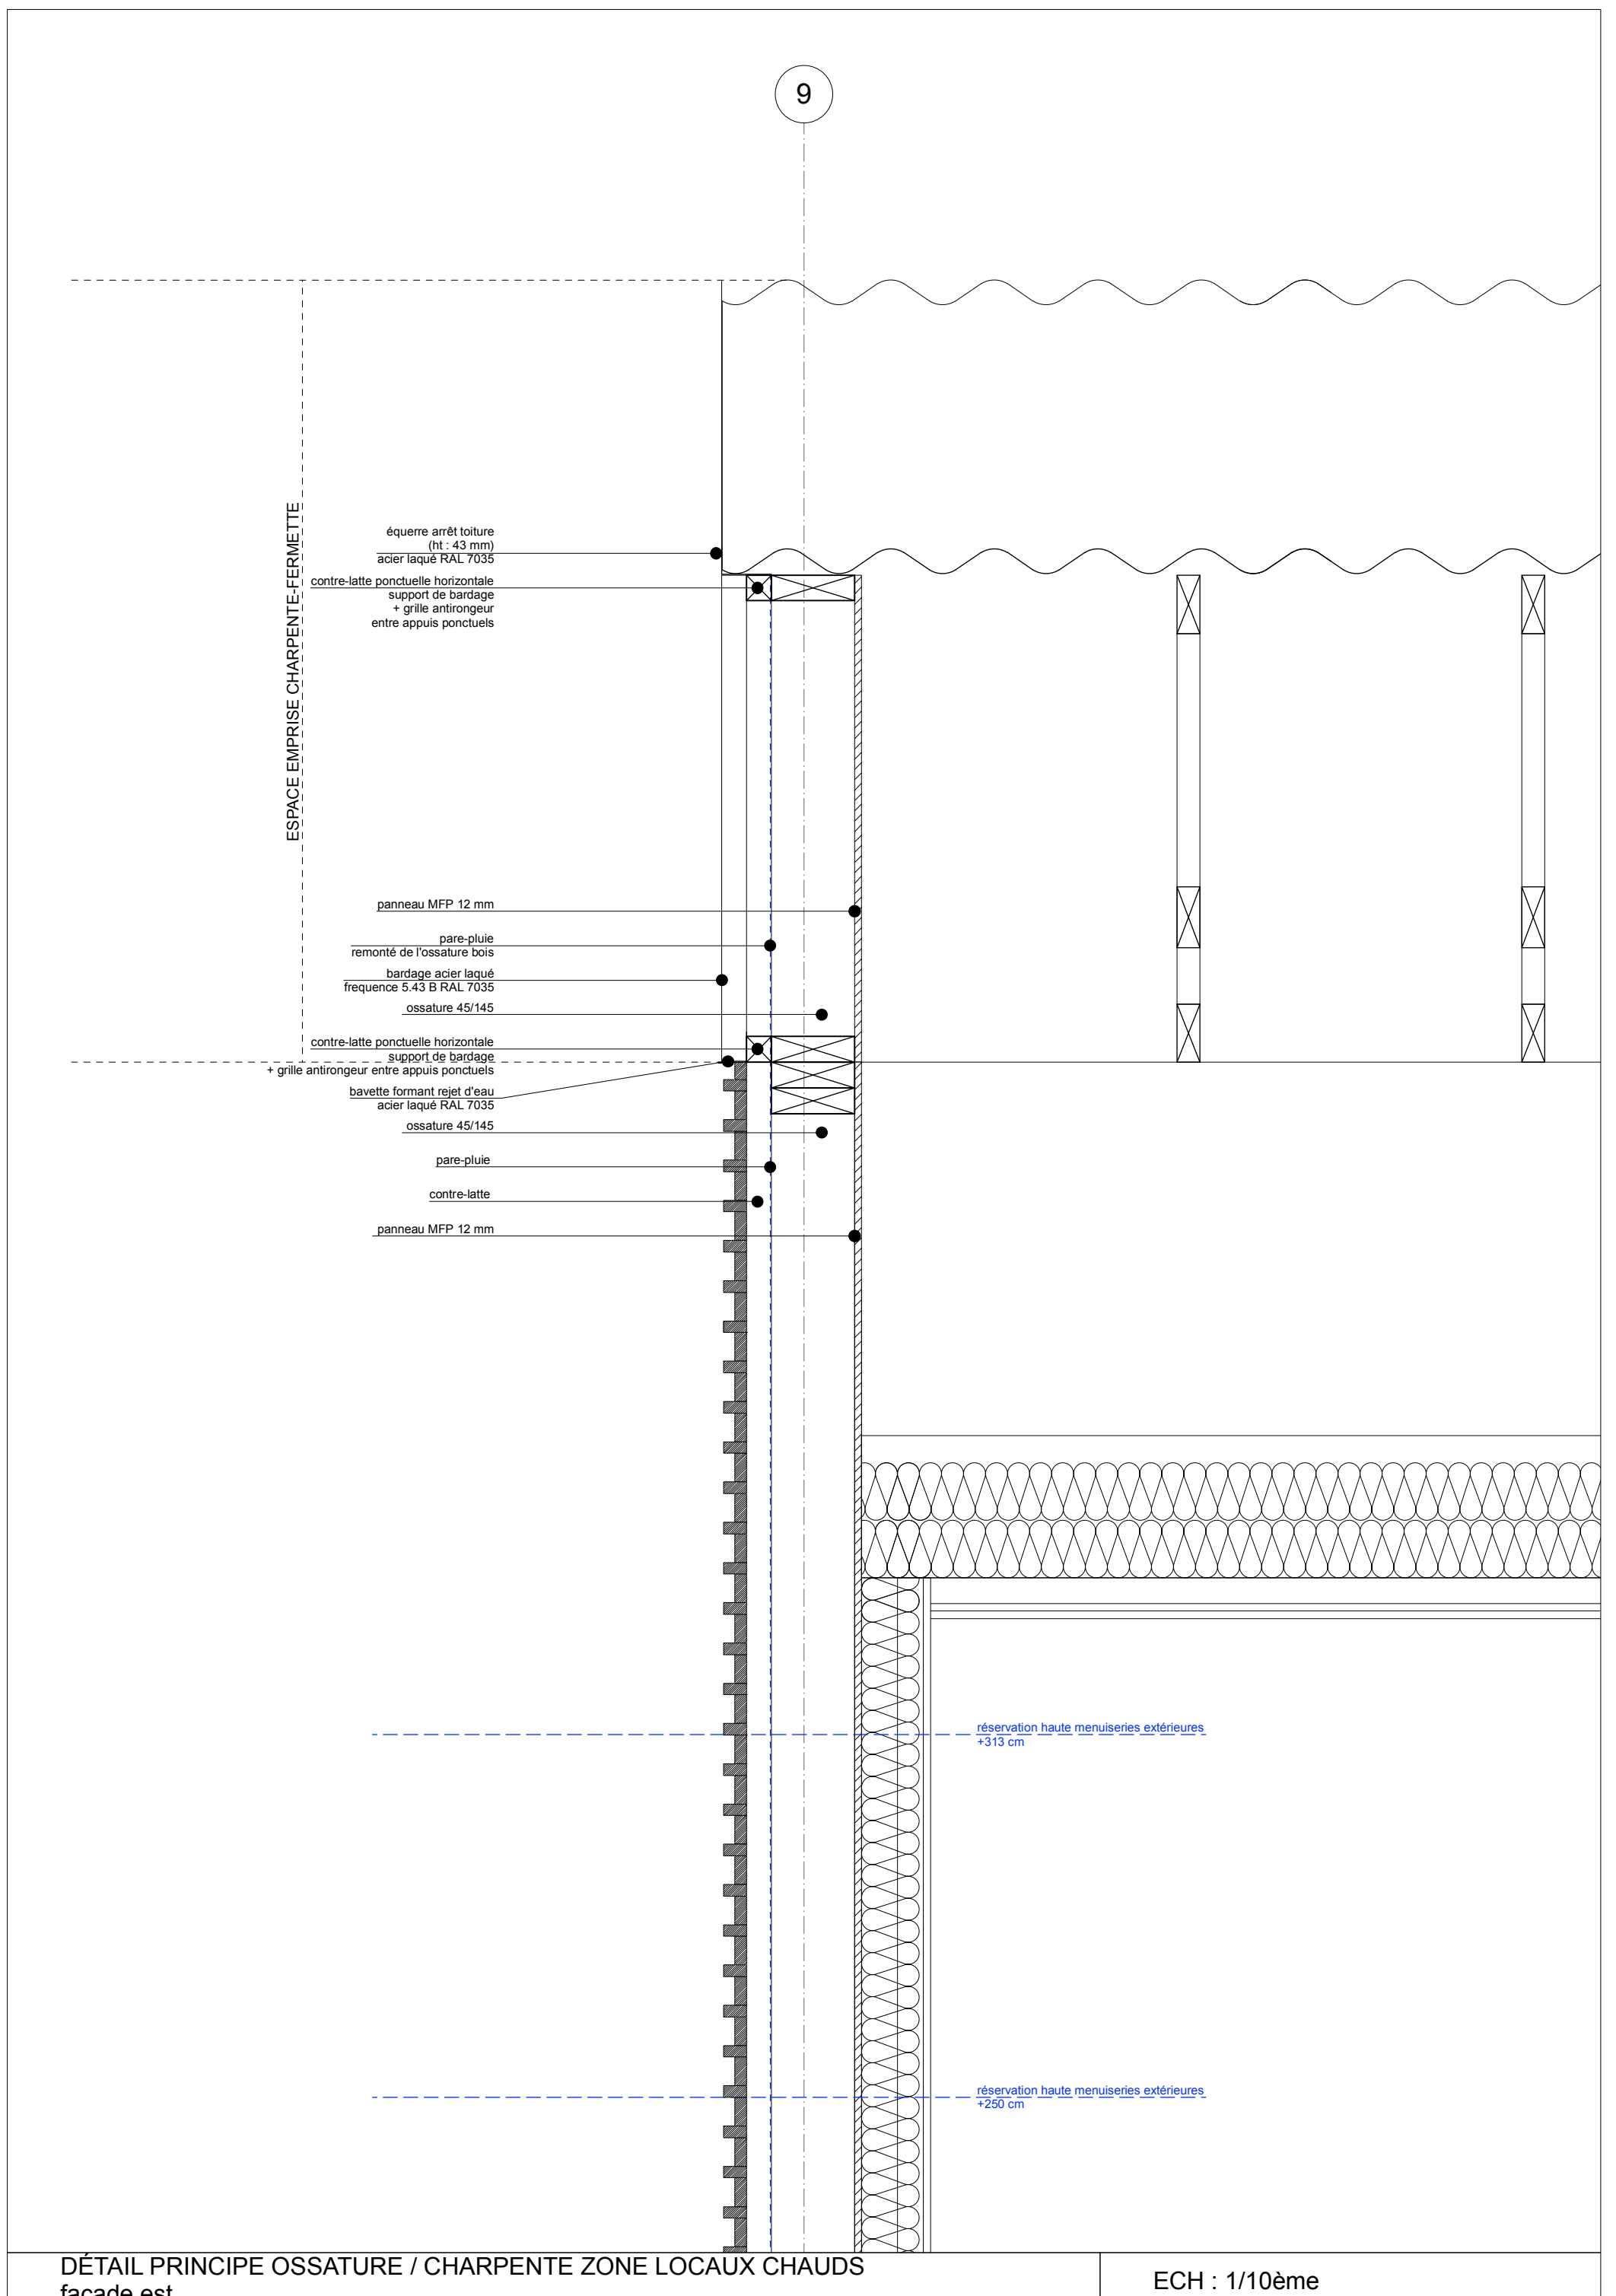 9
ESPACE EMPRISE CHARPENTE-FERMETTE
équerre arrêt toiture
(ht : 43 mm)
acier laqué RAL 7035
contre-latte ponctuelle horizontale
support de bardage
+ grille antirongeur
entre appuis ponctuels
panneau MFP 12 mm
pare-pluie
remonté de l'ossature bois
bardage acier laqué
frequence 5.43 B RAL 7035
ossature 45/145
contre-latte ponctuelle horizontale
support de bardage
+ grille antirongeur entre appuis ponctuels
bavette formant rejet d'eau
acier laqué RAL 7035
ossature 45/145
pare-pluie
contre-latte
panneau MFP 12 mm
réservation haute menuiseries extérieures
+313 cm
réservation haute menuiseries extérieures
+250 cm
DÉTAIL PRINCIPE OSSATURE / CHARPENTE ZONE LOCAUX CHAUDS
façade est
ECH : 1/10ème